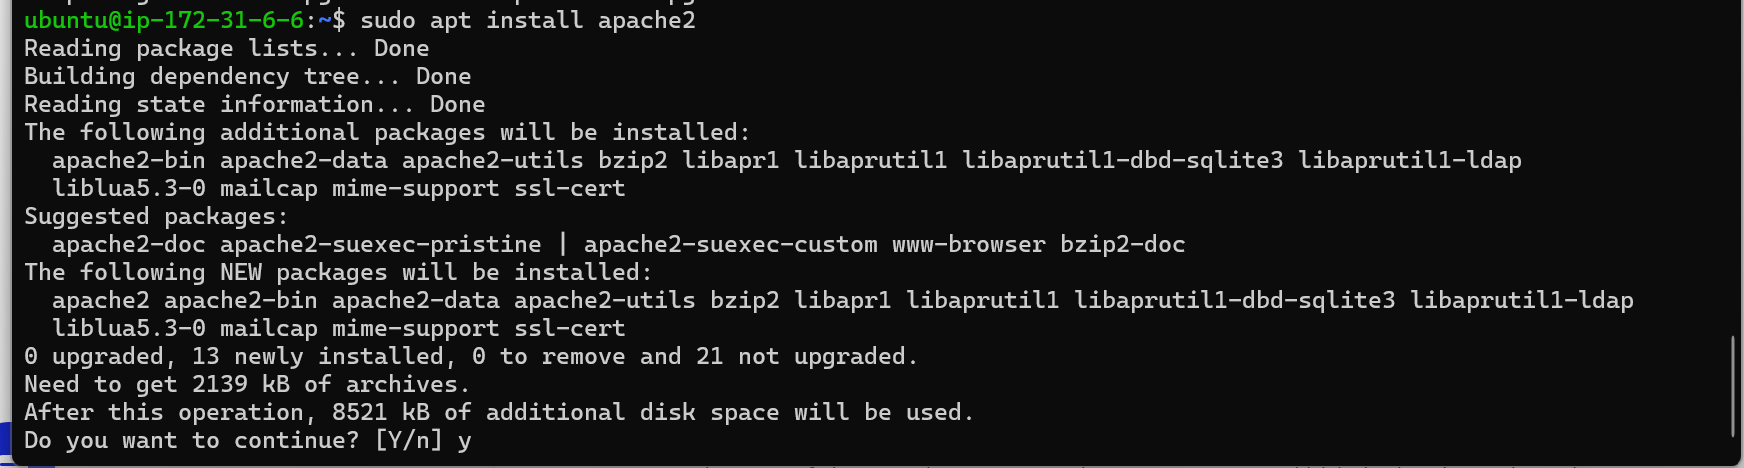 ubuntu@ip-172-31-6-6:~$ sudo apt install apache2
Reading package lists... Done
Building dependency tree... Done
Reading state information... Done
The following additional packages will be installed:
  apache2-bin apache2-data apache2-utils bzip2 libapr1 libaprutil1 libaprutil1-dbd-sqlite3 libaprutil1-ldap
  liblua5.3-0 mailcap mime-support ssl-cert
Suggested packages:
  apache2-doc apache2-suexec-pristine | apache2-suexec-custom www-browser bzip2-doc
The following NEW packages will be installed:
  apache2 apache2-bin apache2-data apache2-utils bzip2 libapr1 libaprutil1 libaprutil1-dbd-sqlite3 libaprutil1-ldap
  liblua5.3-0 mailcap mime-support ssl-cert
0 upgraded, 13 newly installed, 0 to remove and 21 not upgraded.
Need to get 2139 kB of archives.
After this operation, 8521 kB of additional disk space will be used.
Do you want to continue? [Y/n] y